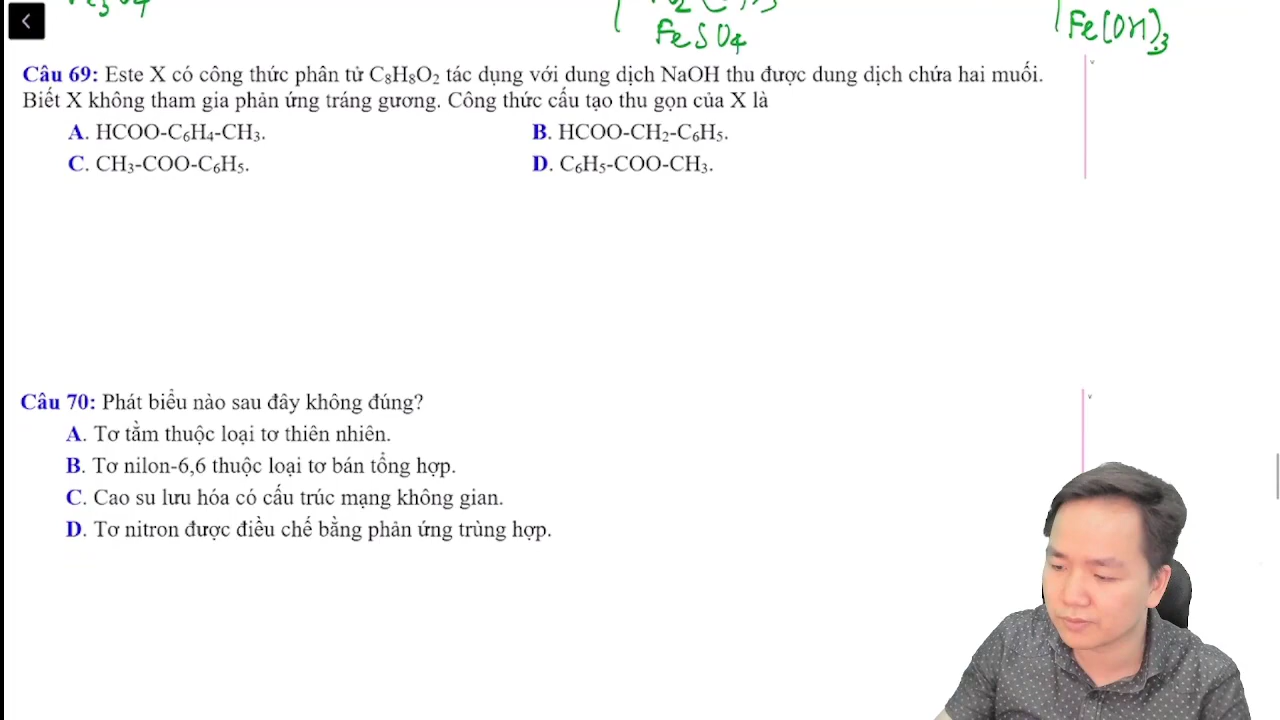 FeSO₄
Fe(OH)₃
Câu 69: Este X có công thức phân tử C₈H₈O₂ tác dụng với dung dịch NaOH thu được dung dịch chứa hai muối.
Biết X không tham gia phản ứng tráng gương. Công thức cấu tạo thu gọn của X là
A. HCOO-C₆H₄-CH₃. B. HCOO-CH₂-C₆H₅.
C. CH₃-COO-C₆H₅. D. C₆H₅-COO-CH₃.
Câu 70: Phát biểu nào sau đây không đúng?
A. Tơ tằm thuộc loại tơ thiên nhiên.
B. Tơ nilon-6,6 thuộc loại tơ bán tổng hợp.
C. Cao su lưu hóa có cấu trúc mạng không gian.
D. Tơ nitron được điều chế bằng phản ứng trùng hợp.